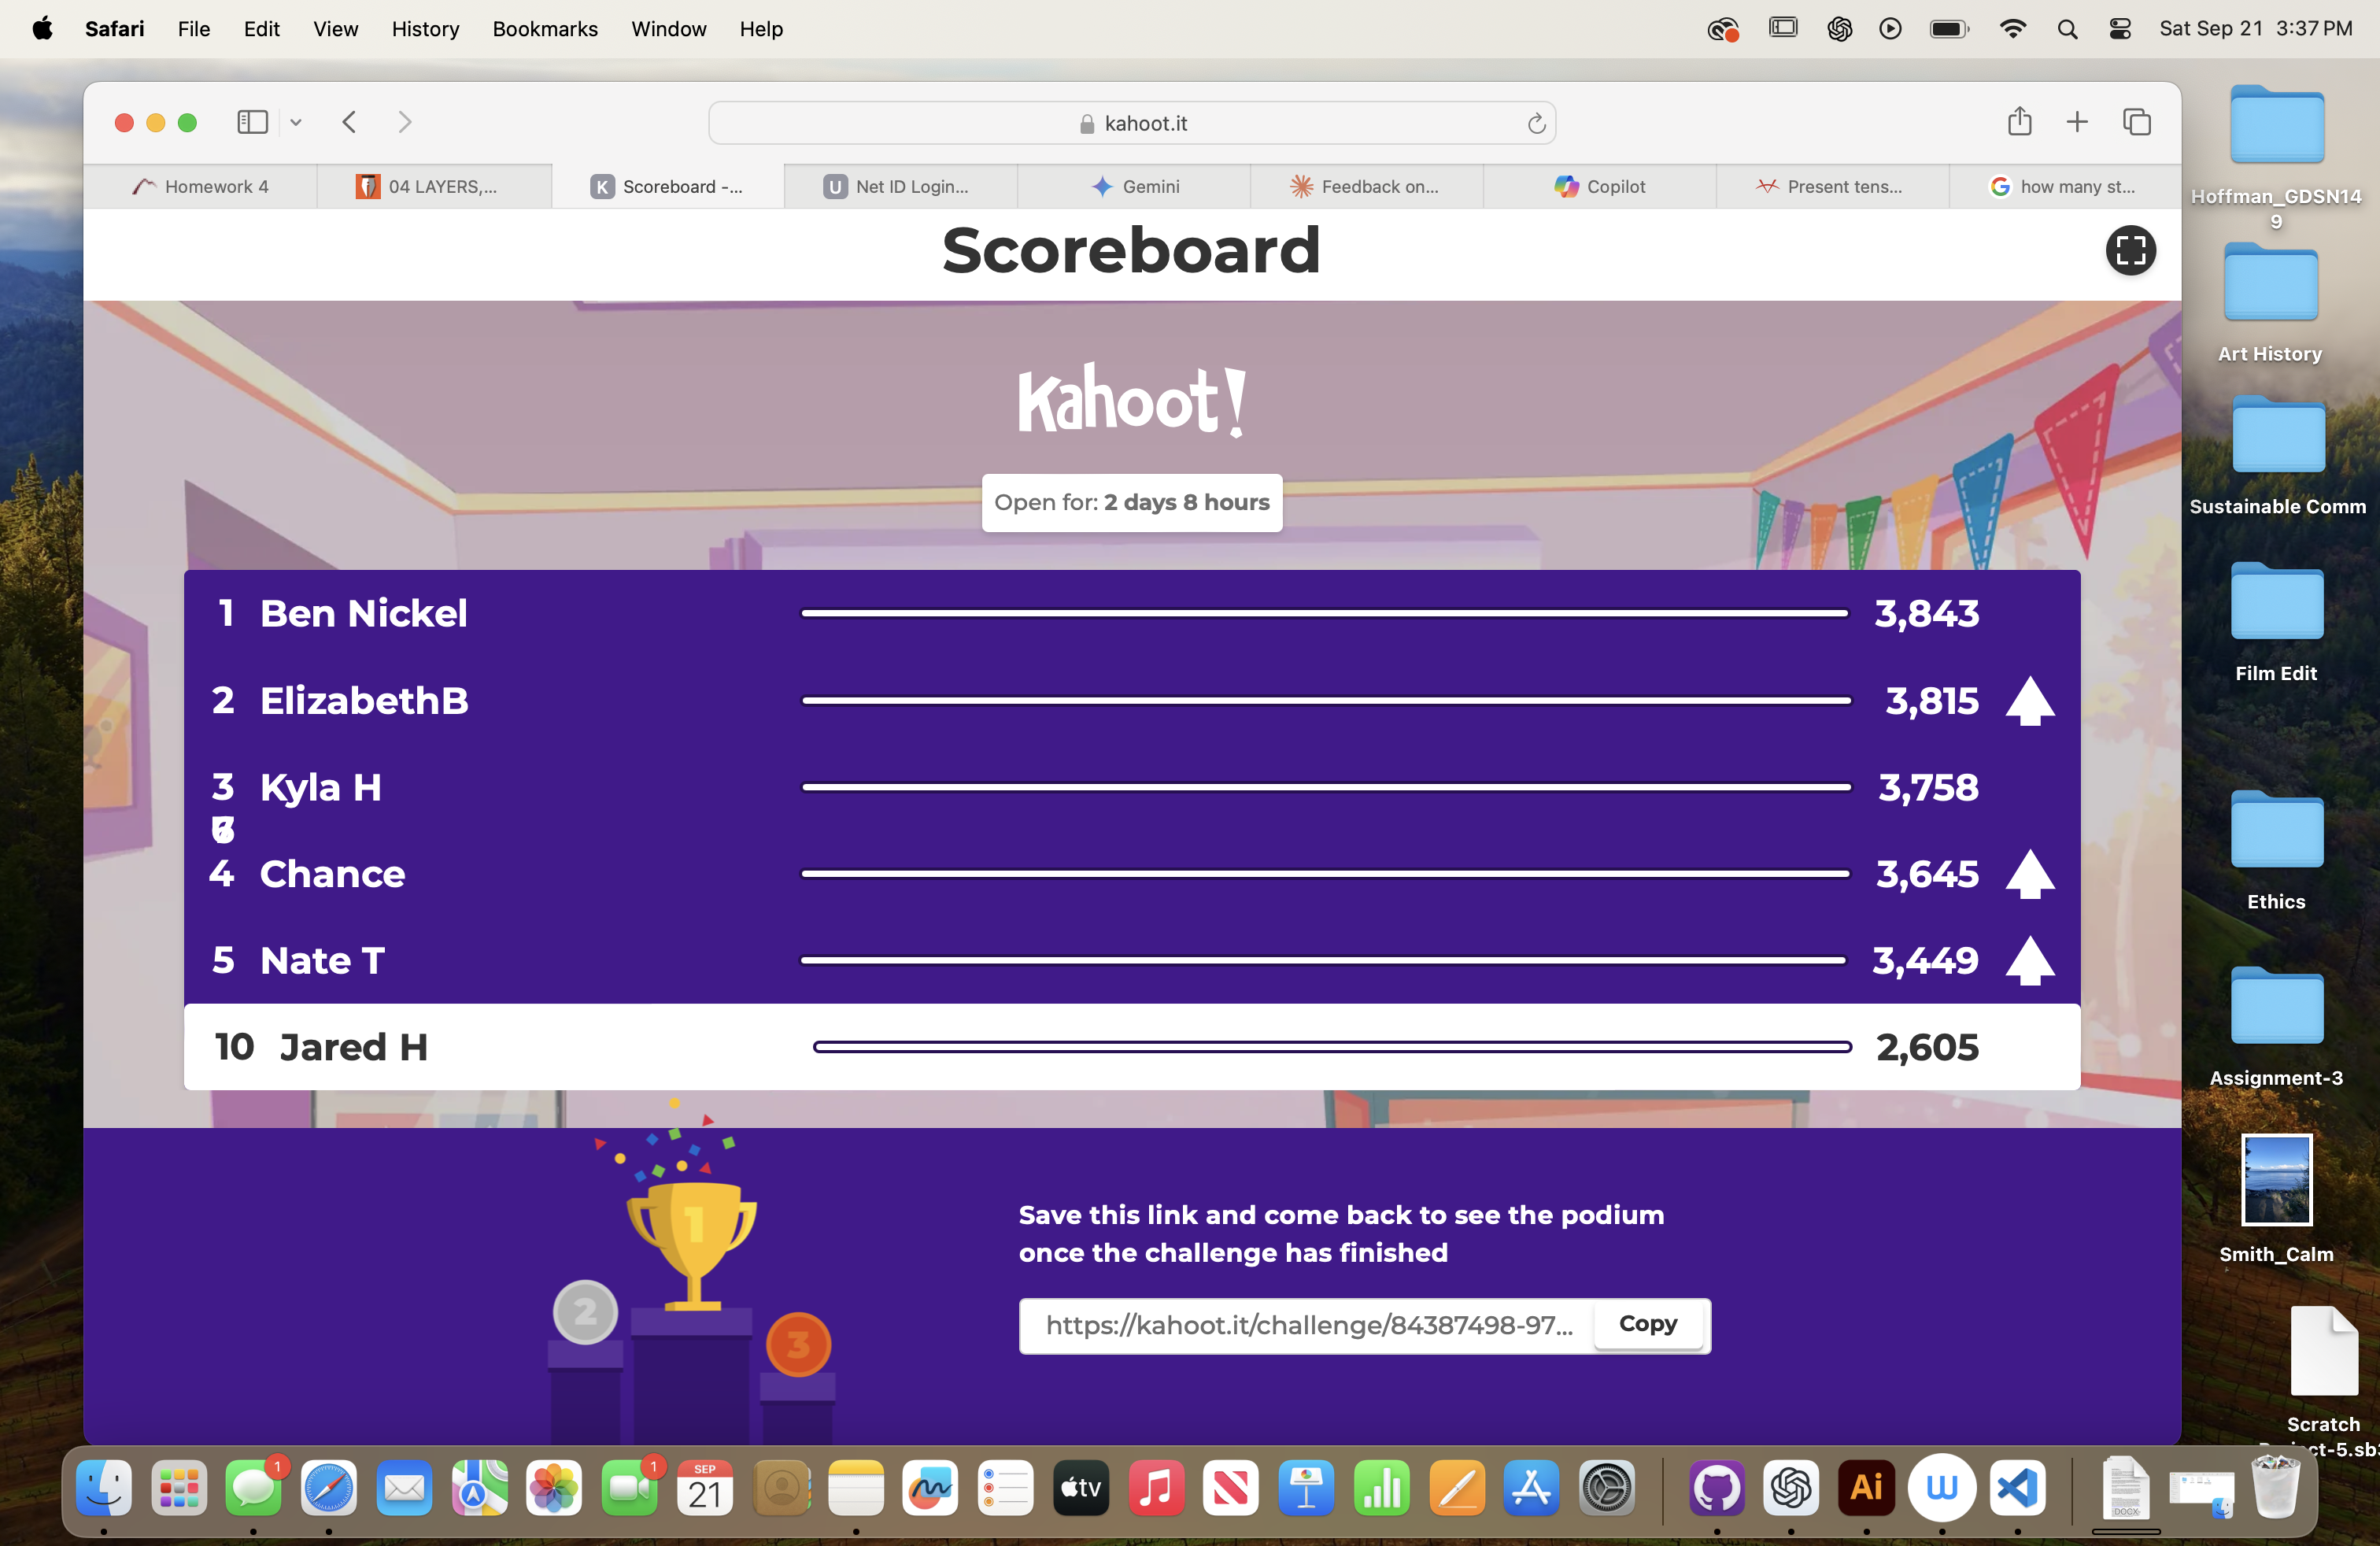 Safari File Edit View History Bookmarks Window Help Sat Sep 21 3:37 PM
kahoot.it
Homework 4 04 LAYERS,... K Scoreboard -... U Net ID Login... Gemini Feedback on... Copilot Present tens... how many st...
Scoreboard
Kahoot!
Open for: 2 days 8 hours
1 Ben Nickel 3,843
2 ElizabethB 3,815
3 Kyla H 3,758
4 Chance 3,645
5 Nate T 3,449
10 Jared H 2,605
1
2
3
Save this link and come back to see the podium
once the challenge has finished
https://kahoot.it/challenge/84387498-97... Copy
Hoffman_GDSN14
9
Art History
Sustainable Comm
Film Edit
Ethics
Assignment-3
Smith_Calm
Scratch
ct-5.sb
1
1
SEP
21
tv
Ai
DOCX